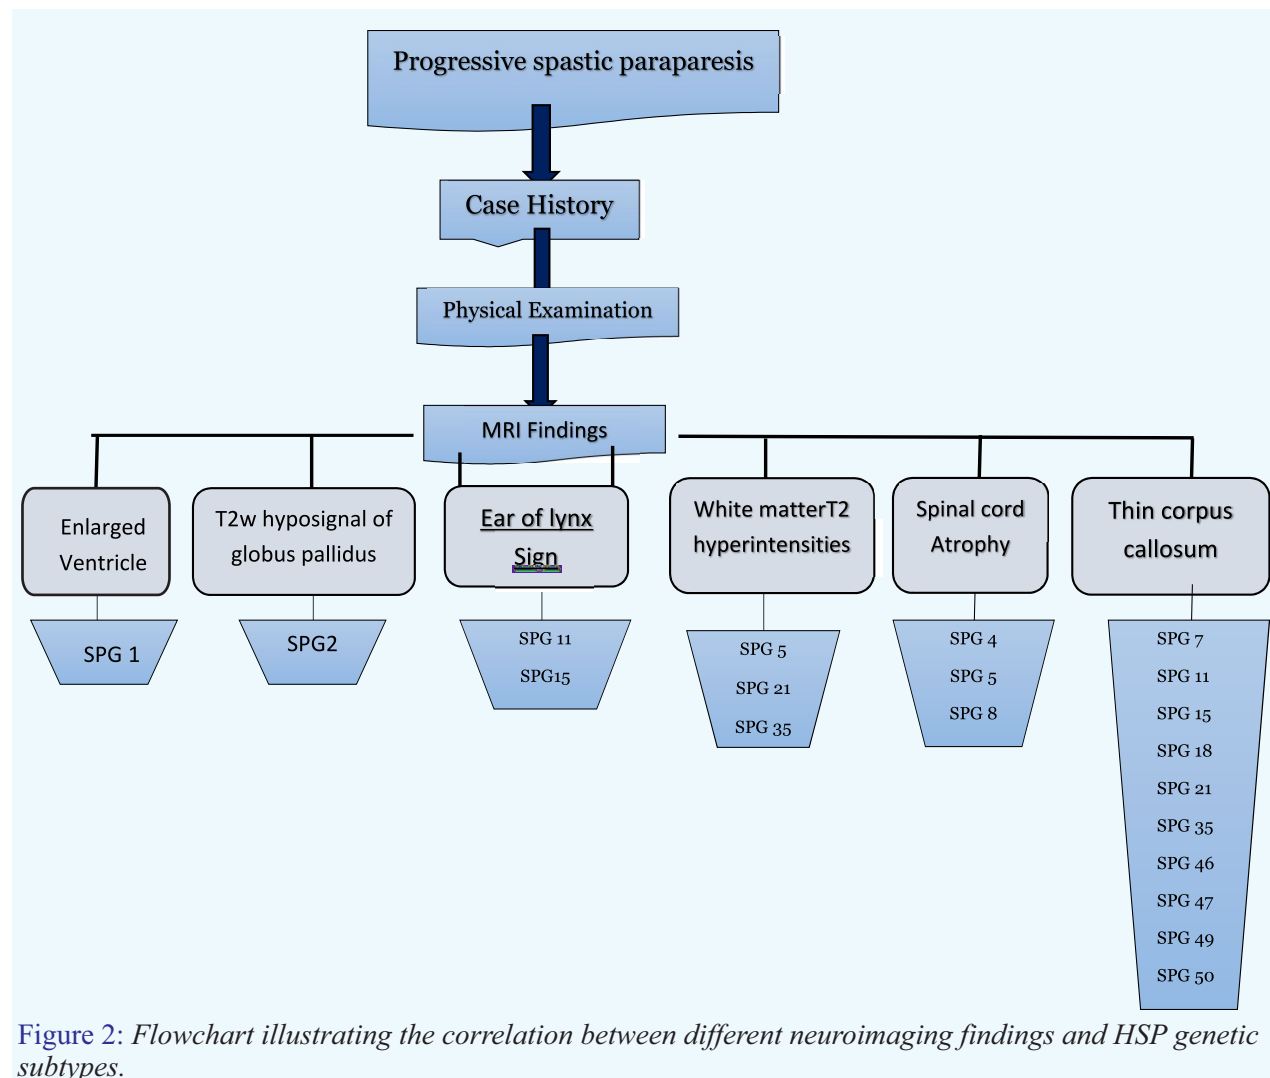 Progressive spastic paraparesis
Case History
Physical Examination
MRI Findings
Enlarged
Ventricle
SPG 1
T2w hyposignal of
globus pallidus
SPG2
Ear of lynx
Sign
SPG 11
SPG15
White matterT2
hyperintensities
SPG 5
SPG 21
SPG 35
Spinal cord
Atrophy
SPG 4
SPG 5
SPG 8
Thin corpus
callosum
SPG 7
SPG 11
SPG 15
SPG 18
SPG 21
SPG 35
SPG 46
SPG 47
SPG 49
SPG 50
Figure 2: Flowchart illustrating the correlation between different neuroimaging findings and HSP genetic
subtypes.